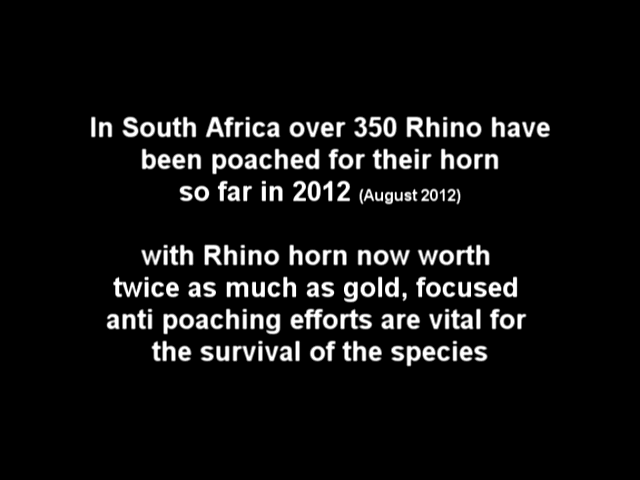 In South Africa over 350 Rhino have
been poached for their horn
so far in 2012 (August 2012)
with Rhino horn now worth
twice as much as gold, focused
anti poaching efforts are vital for
the survival of the species